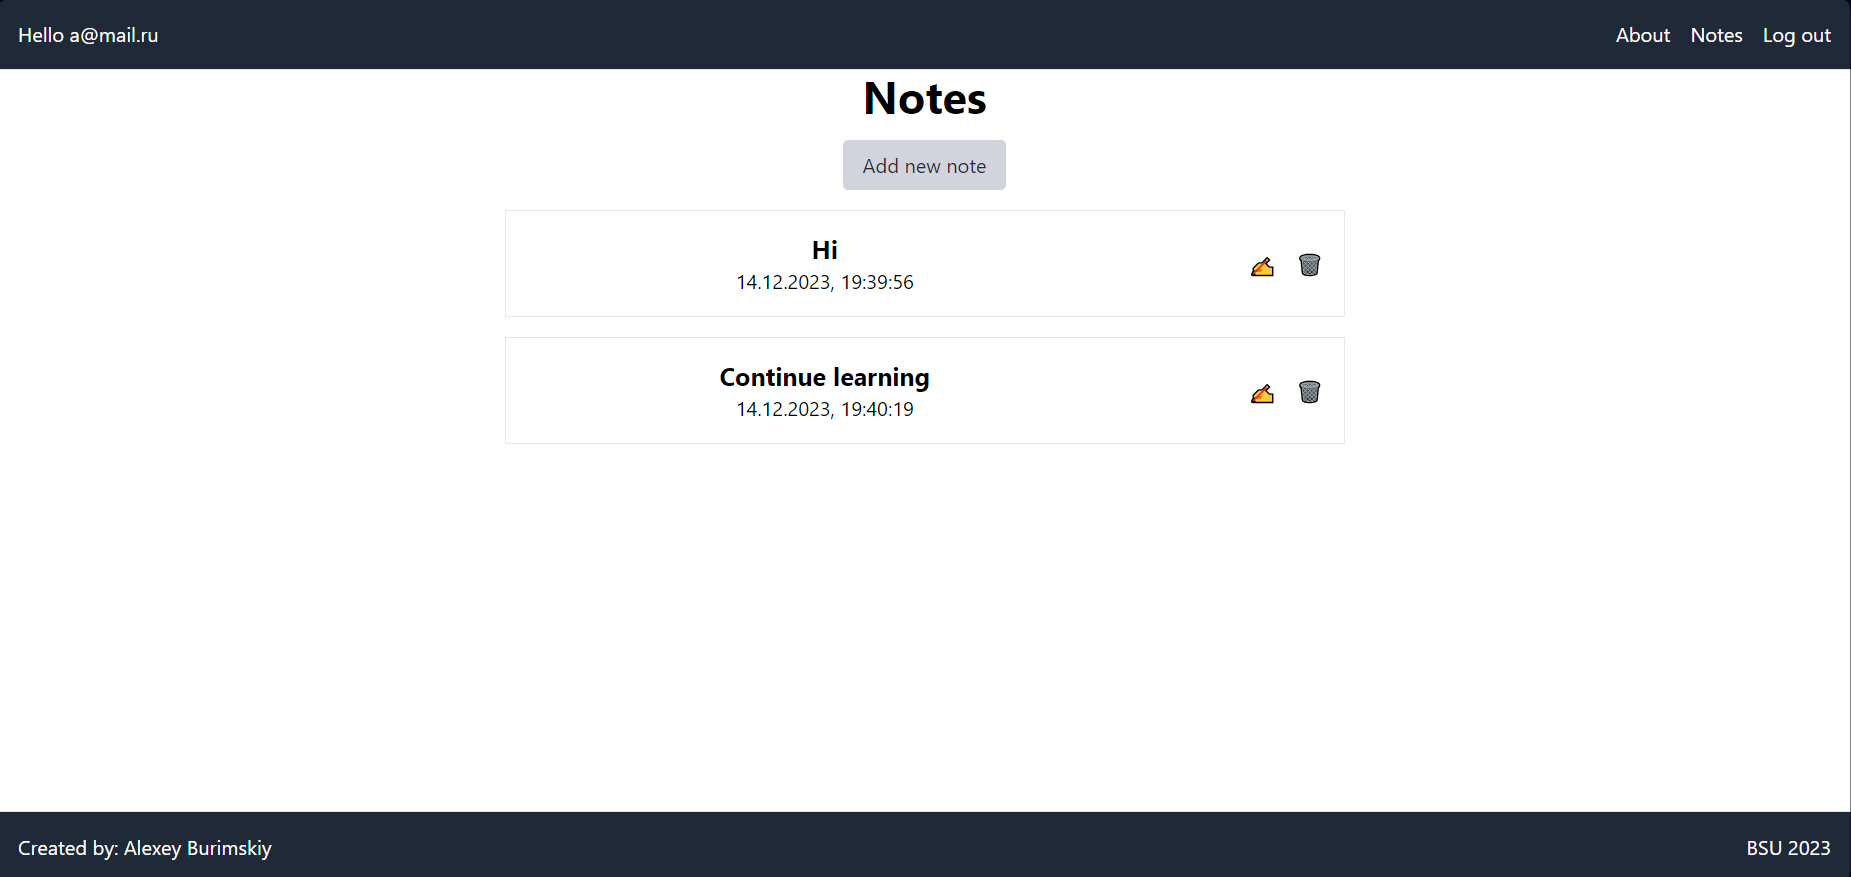 Hello a@mail.ru
About Notes Log out
Notes
Add new note
Hi
14.12.2023, 19:39:56
Continue learning
14.12.2023, 19:40:19
Created by: Alexey Burimskiy
BSU 2023